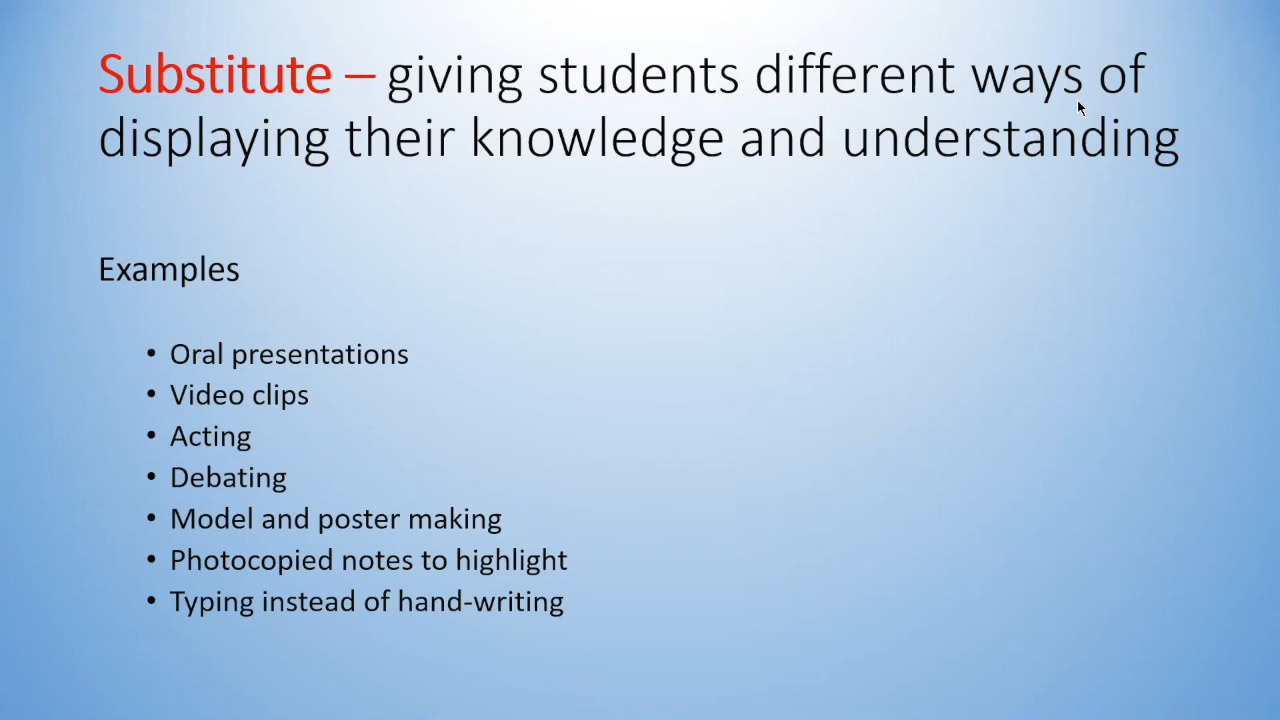 Substitute – giving students different ways of
displaying their knowledge and understanding
Examples
• Oral presentations
• Video clips
• Acting
• Debating
• Model and poster making
• Photocopied notes to highlight
• Typing instead of hand-writing